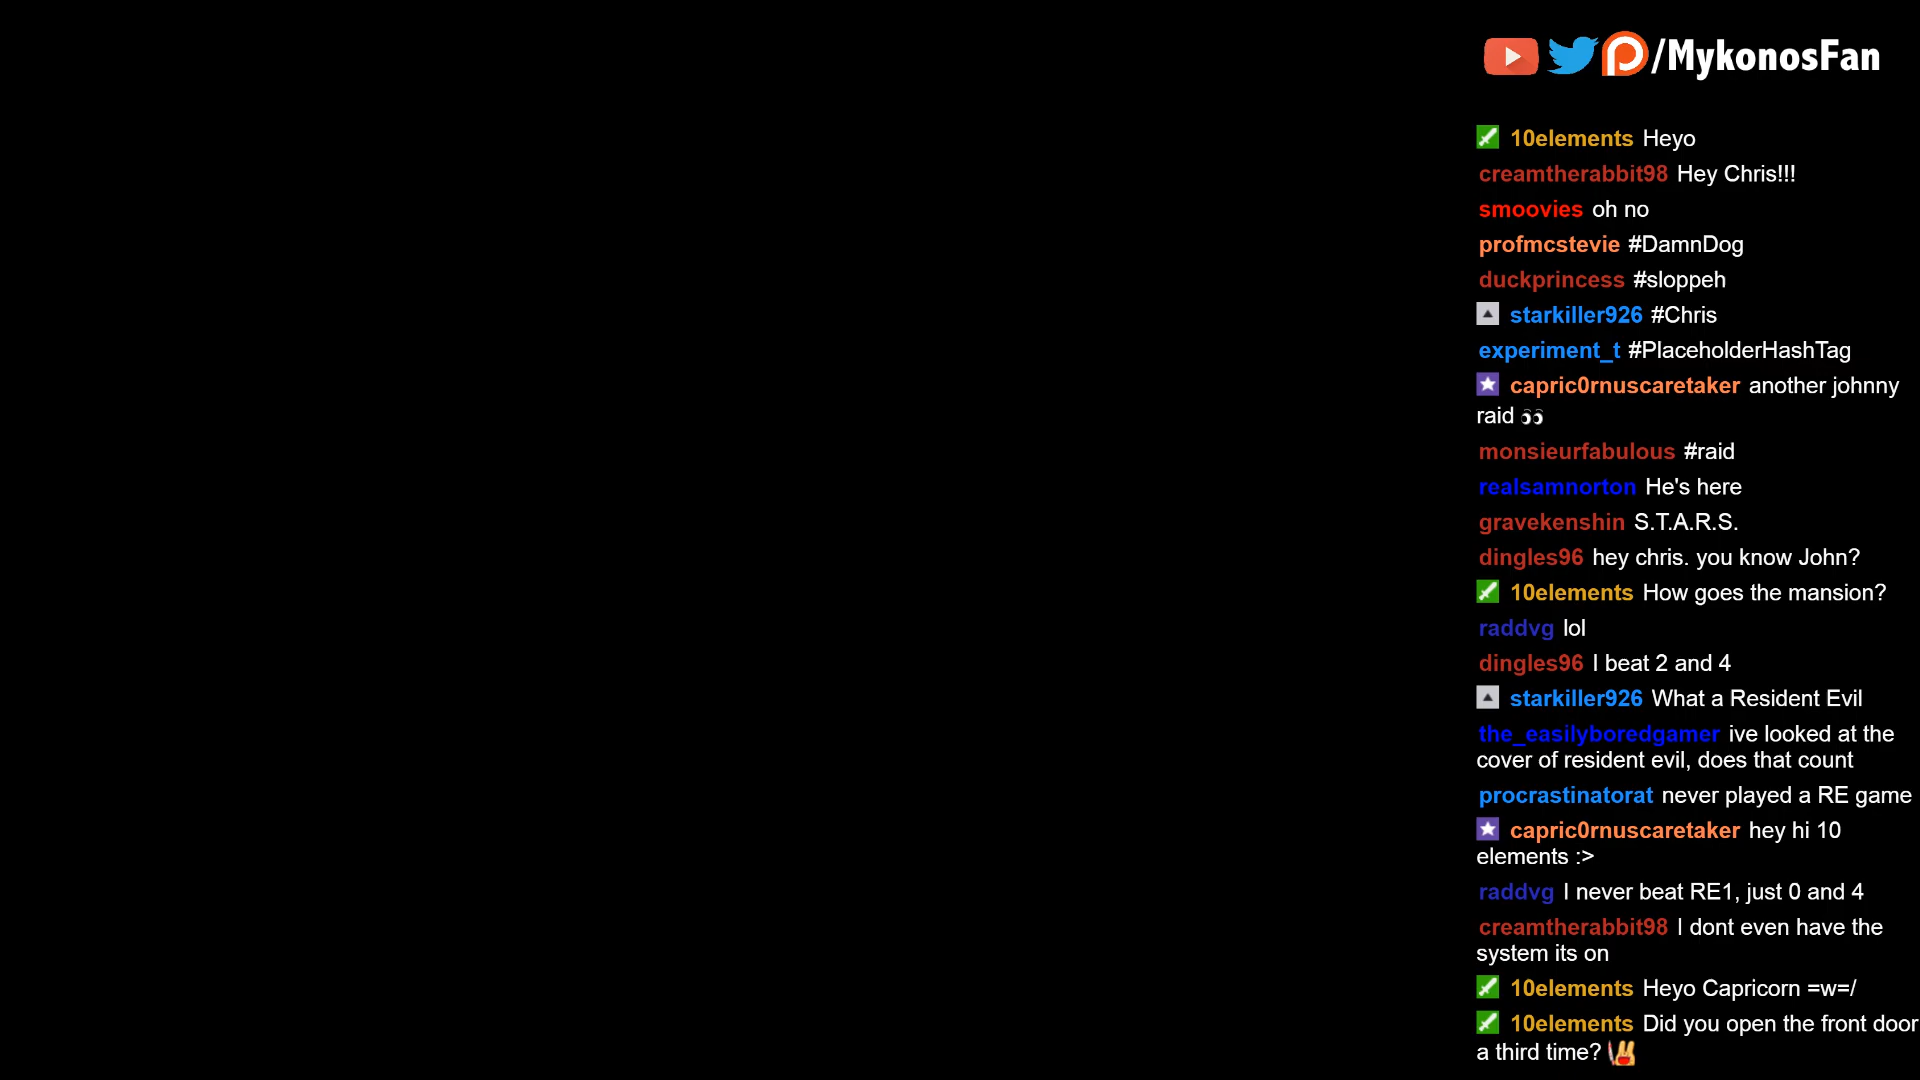 /MykonosFan
10elements Heyo
creamtherabbit98 Hey Chris!!!
smoovies oh no
profmcstevie #DamnDog
duckprincess #sloppeh
starkiller926 #Chris
experiment_t #PlaceholderHashTag
capric0rnuscaretaker another johnny
raid 👀
monsieurfabulous #raid
realsamnorton He's here
gravekenshin S.T.A.R.S.
dingles96 hey chris. you know John?
10elements How goes the mansion?
raddvg lol
dingles96 I beat 2 and 4
starkiller926 What a Resident Evil
the_easilyboredgamer ive looked at the
cover of resident evil, does that count
procrastinatorat never played a RE game
capric0rnuscaretaker hey hi 10
elements :>
raddvg I never beat RE1, just 0 and 4
creamtherabbit98 I dont even have the
system its on
10elements Heyo Capricorn =w=/
10elements Did you open the front door
a third time?